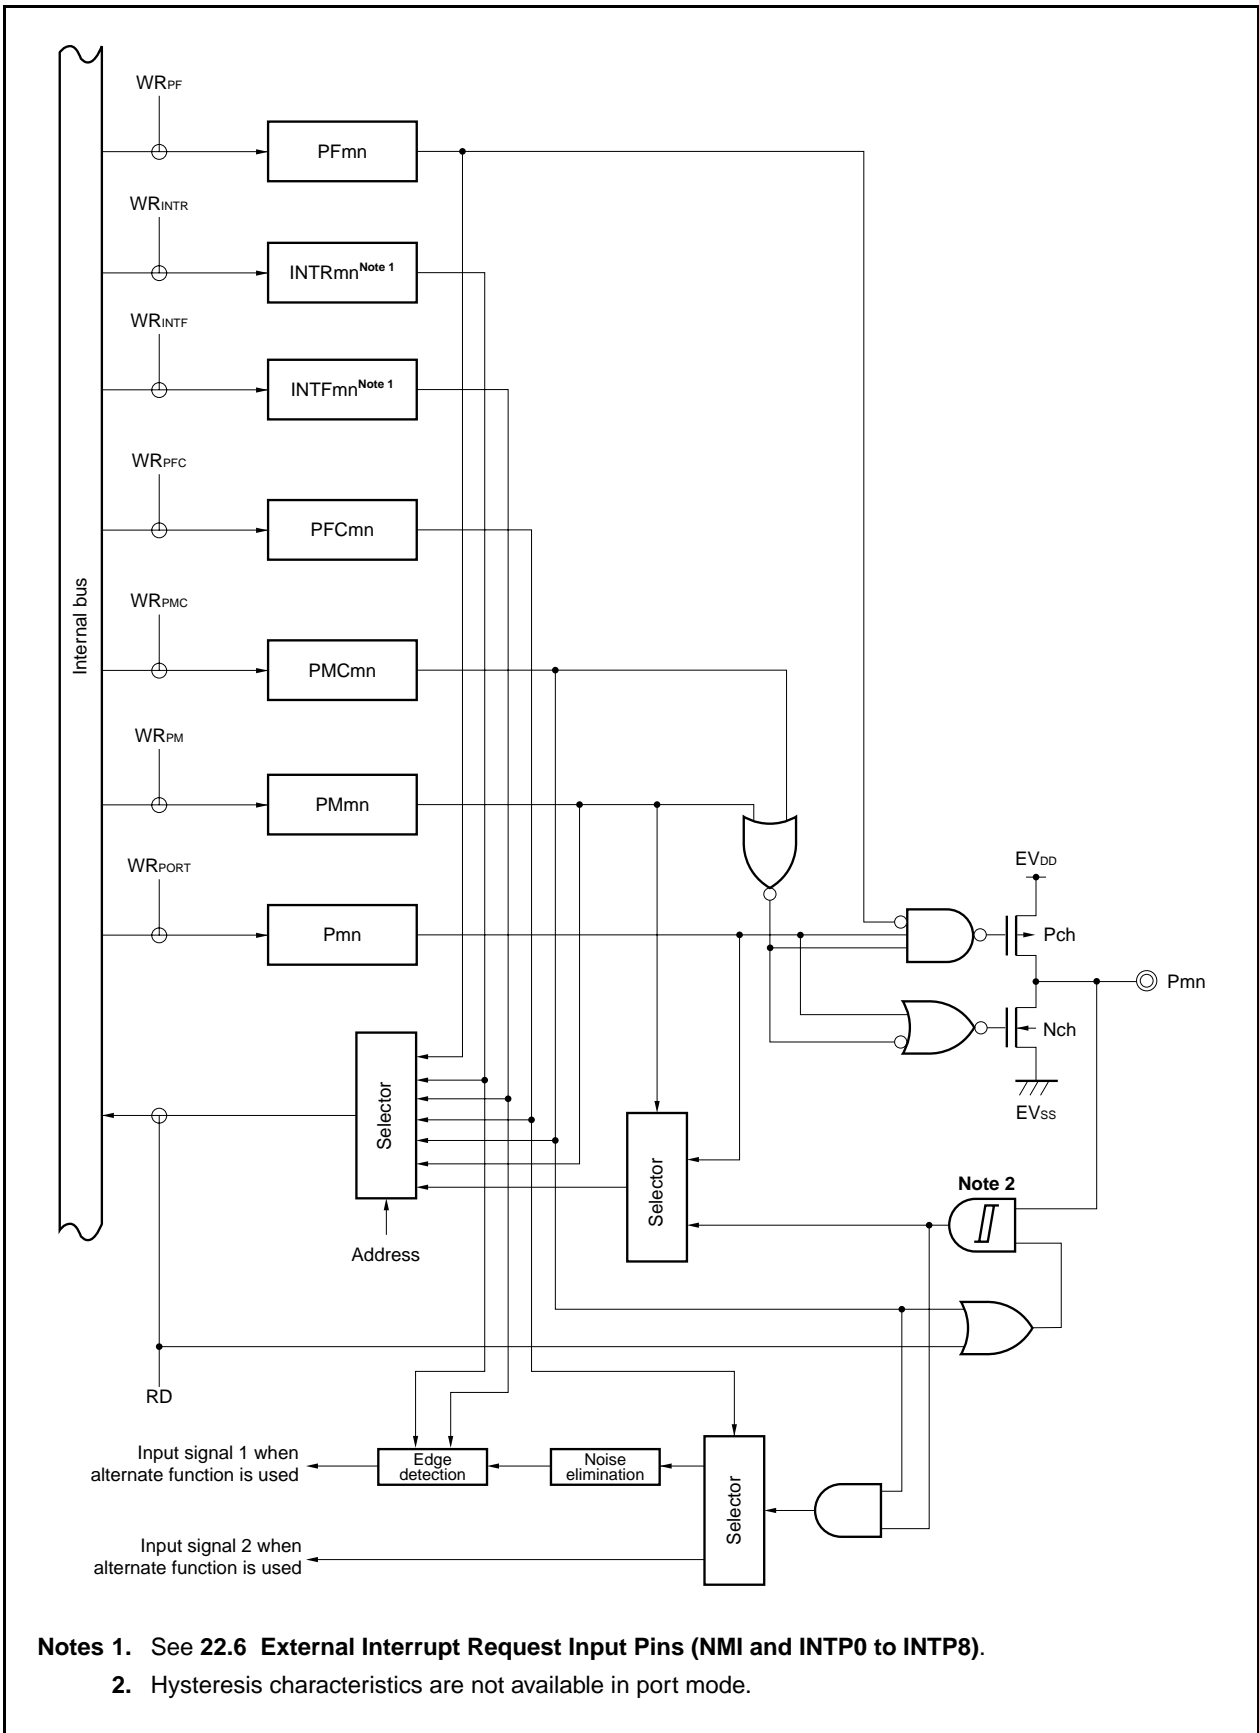 WRPF
PFmn
WRINTR
INTRmnNote 1
WRINTF
INTFmnNote 1
WRPFC
PFCmn
Internal bus
WRPMC
PMCmn
WRPM
PMmn
WRPORT
Pmn
EVDD
Pch
Pmn
Nch
EVSS
Selector
Selector
Note 2
Address
RD
Input signal 1 when
alternate function is used
Edge
detection
Noise
elimination
Selector
Input signal 2 when
alternate function is used
Notes 1. See 22.6 External Interrupt Request Input Pins (NMI and INTP0 to INTP8).
2. Hysteresis characteristics are not available in port mode.